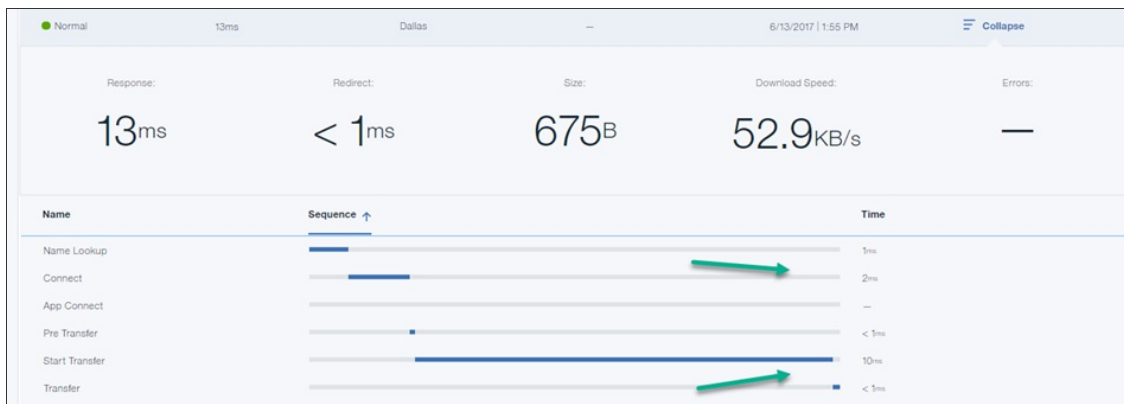 Normal 13ms Dallas — 6/13/2017 | 1:55 PM Collapse
Response: Redirect: Size: Download Speed: Errors:
13ms < 1ms 675B 52.9KB/s —
Name Sequence ↑ Time
Name Lookup 1ms
Connect 2ms
App Connect —
Pre Transfer < 1ms
Start Transfer 10ms
Transfer < 1ms